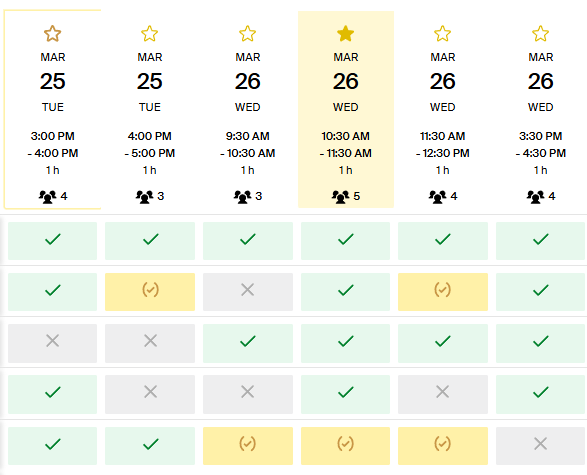 MAR MAR MAR MAR MAR MAR
25 25 26 26 26 26
TUE TUE WED WED WED WED
3:00 PM 4:00 PM 9:30 AM 10:30 AM 11:30 AM 3:30 PM
- 4:00 PM - 5:00 PM - 10:30 AM - 11:30 AM - 12:30 PM - 4:30 PM
1 h 1 h 1 h 1 h 1 h 1 h
4 3 3 5 4 4